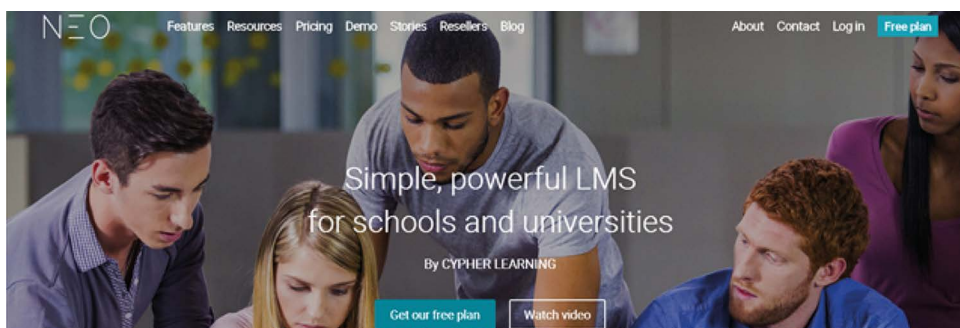 NEO
Features Resources Pricing Demo Stories Resellers Blog
About Contact Log in Free plan
Simple, powerful LMS
for schools and universities
By CYPHER LEARNING
Get our free plan Watch video